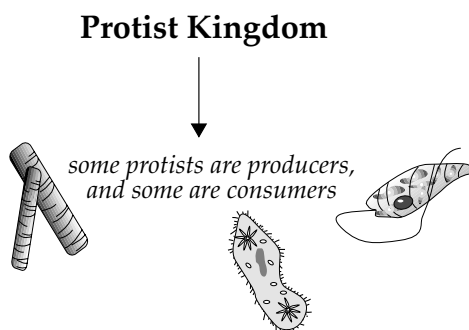 Protist Kingdom
some protists are producers,
and some are consumers